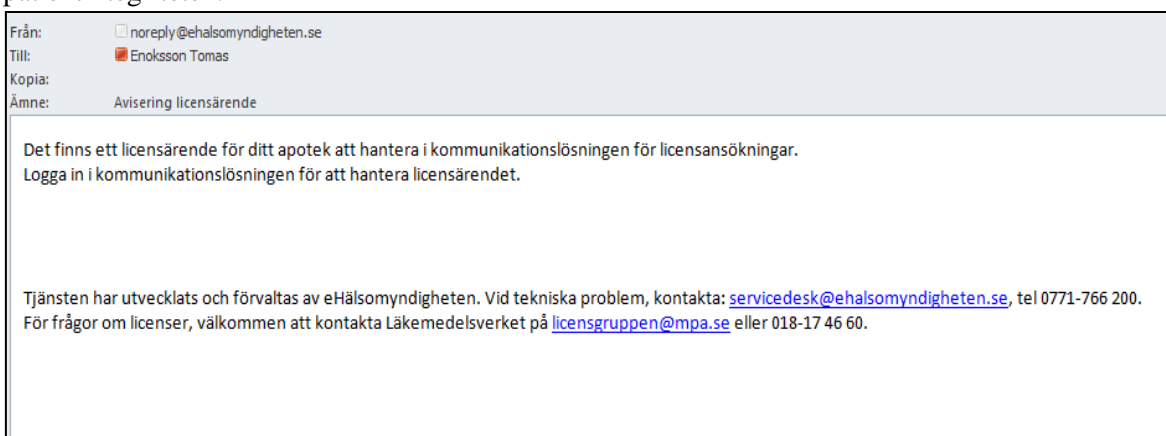 Från: noreply@ehalsomyndigheten.se
Till: Enoksson Tomas
Kopia:
Ämne: Avisering licensärende
Det finns ett licensärende för ditt apotek att hantera i kommunikationslösningen för licensansökningar.
Logga in i kommunikationslösningen för att hantera licensärendet.
Tjänsten har utvecklats och förvaltas av eHälsomyndigheten. Vid tekniska problem, kontakta: servicedesk@ehalsomyndigheten.se, tel 0771-766 200.
För frågor om licenser, välkommen att kontakta Läkemedelsverket på licensgruppen@mpa.se eller 018-17 46 60.